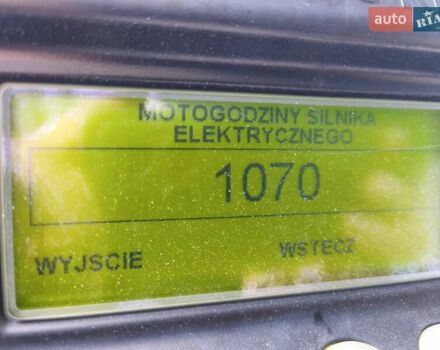 auto RIA
MOTOGODZINY SILNIKA
ELEKTRYCZNEGO
1070
WSTECZ
WYJSCIE